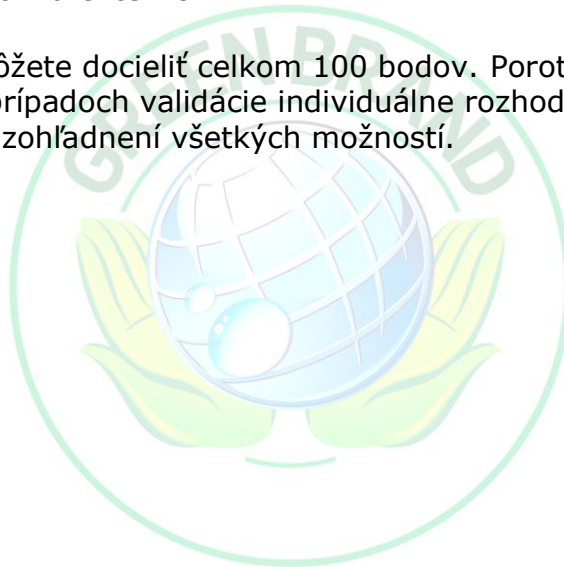 ôžete docieliť celkom 100 bodov. Porot
prípadoch validácie individuálne rozhod
zohľadnení všetkých možností.
GREEN BRAND